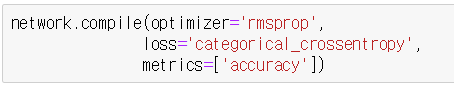 network.compile(optimizer='rmsprop',
                loss='categorical_crossentropy',
                metrics=['accuracy'])